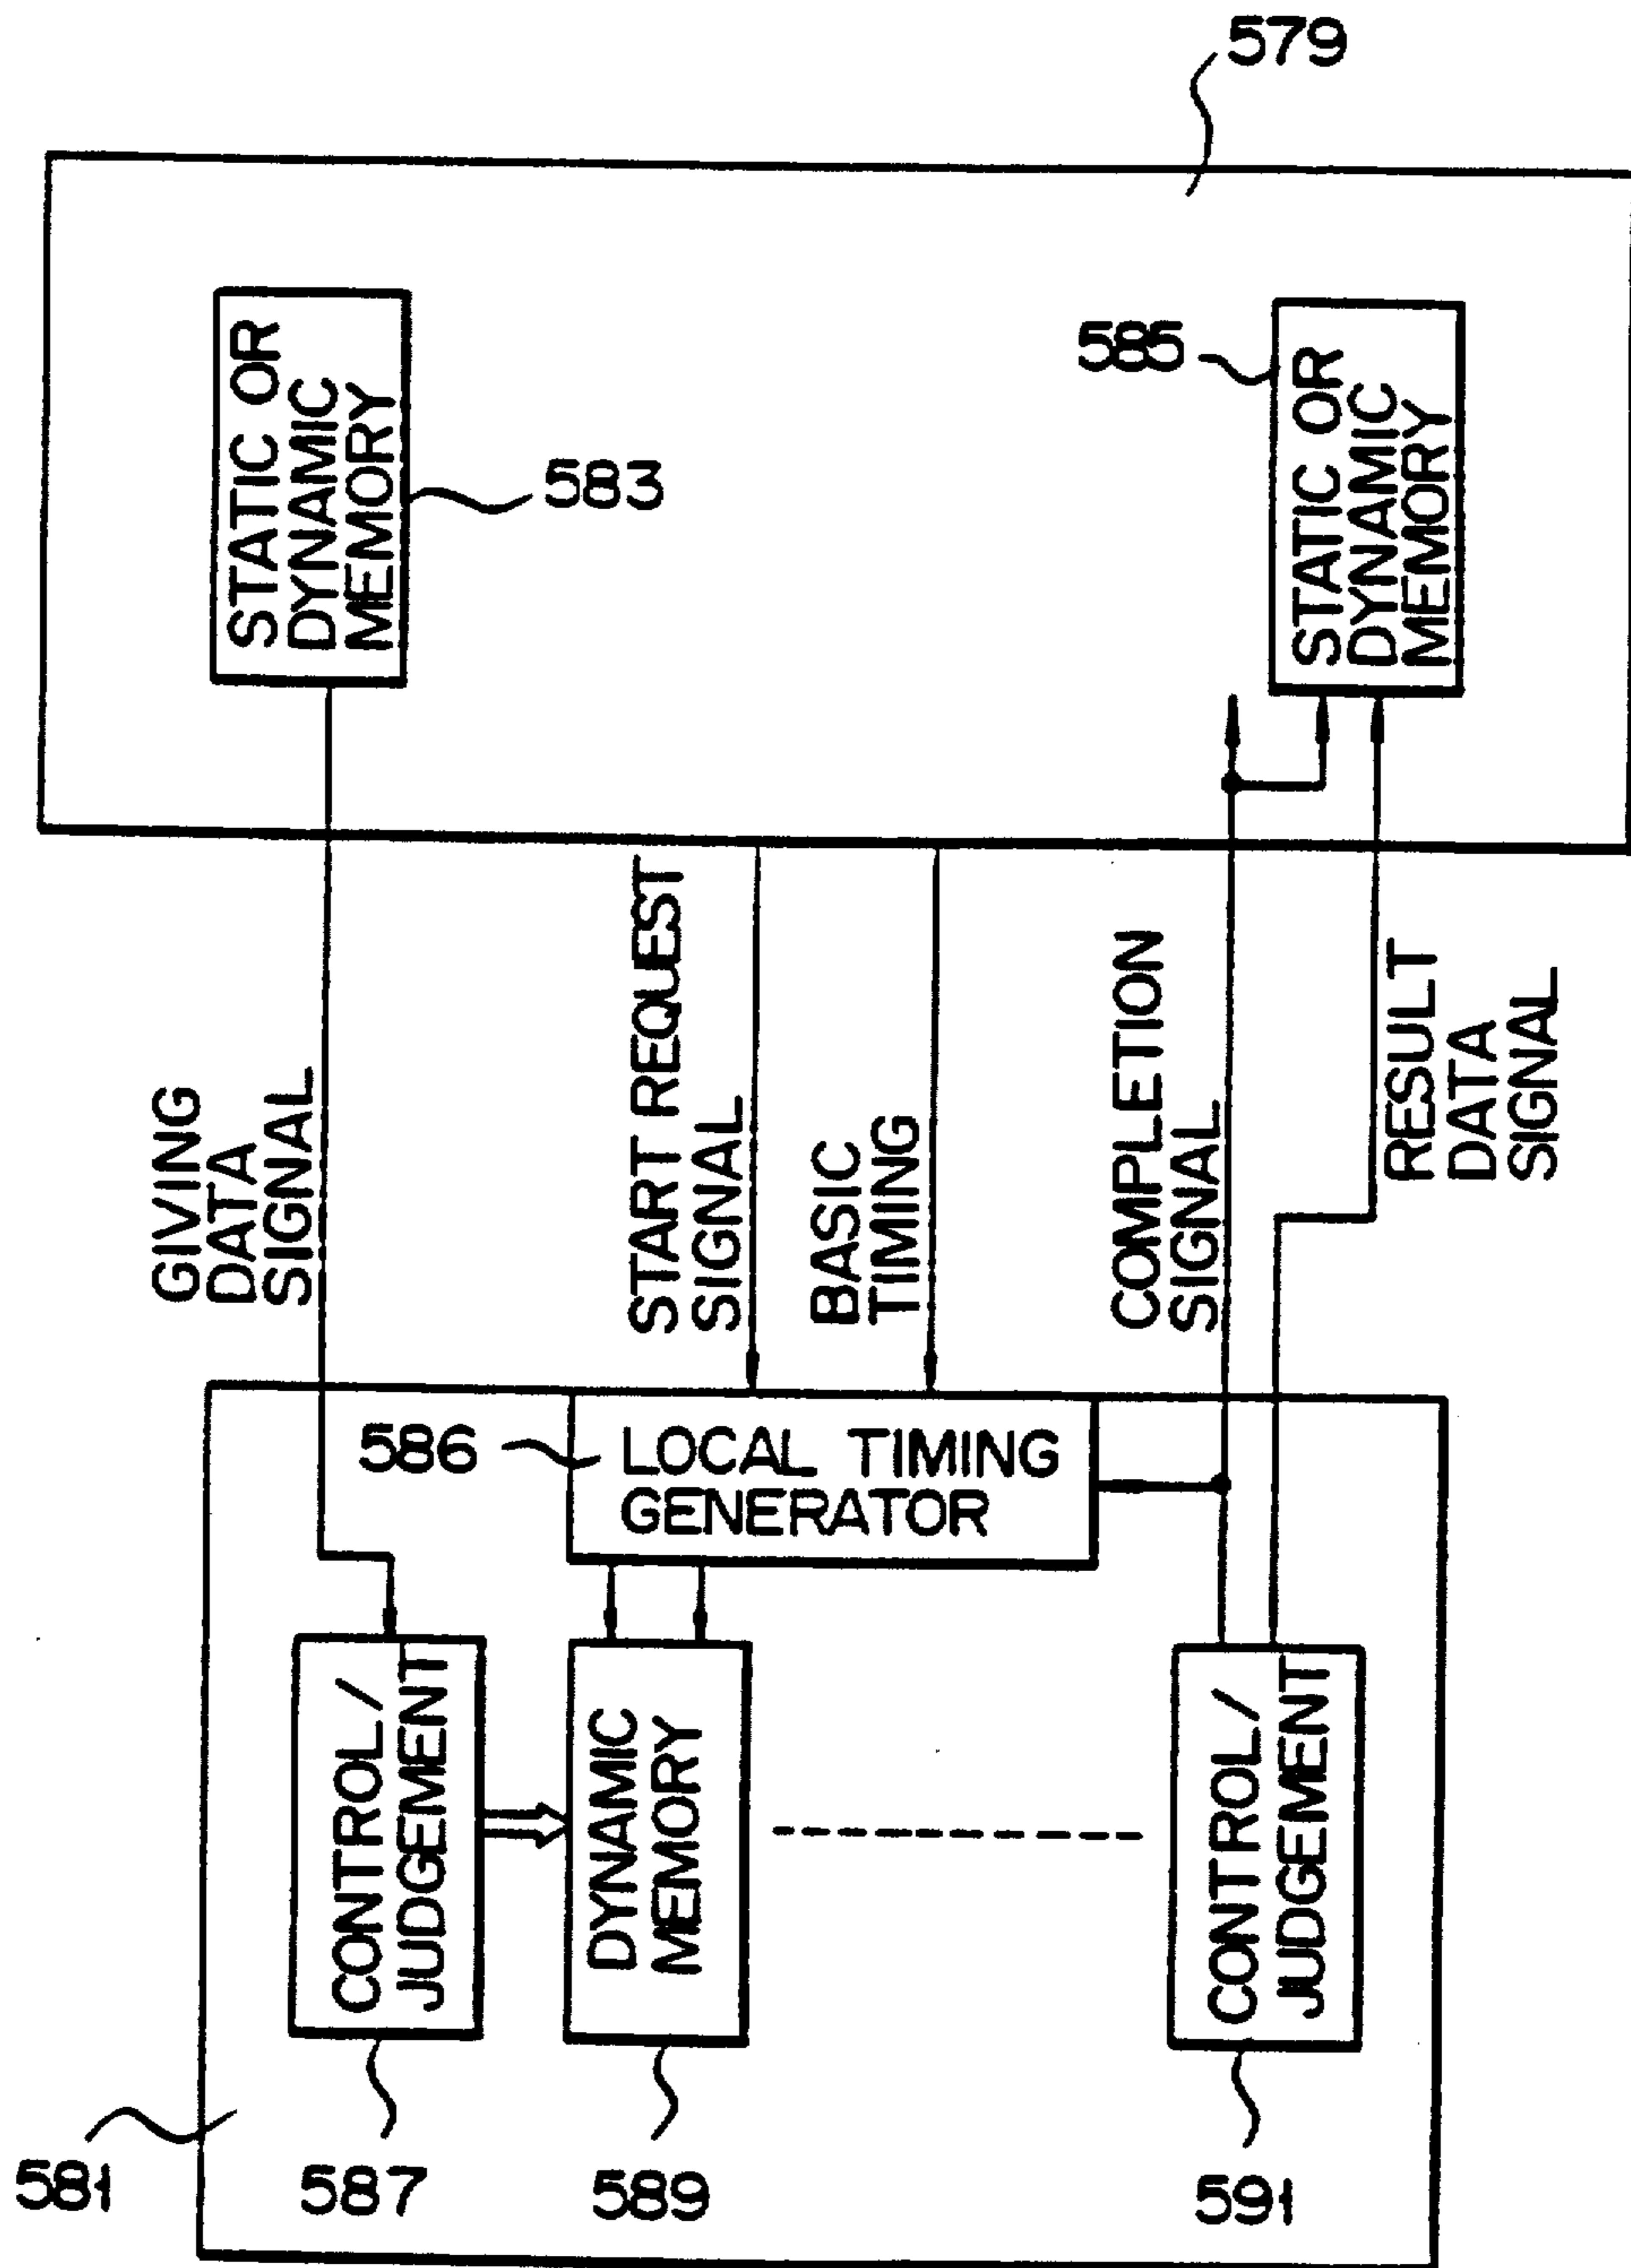 579
STATIC OR
DYNAMIC
MEMORY
583
585
STATIC OR
DYNAMIC
MEMORY
GIVING
DATA
SIGNAL
START REQUEST
SIGNAL
BASIC
TIMING
COMPLETION
SIGNAL
RESULT
DATA
SIGNAL
586
LOCAL TIMING
GENERATOR
CONTROL/
JUDGEMENT
DYNAMIC
MEMORY
CONTROL/
JUDGEMENT
581
587
589
591